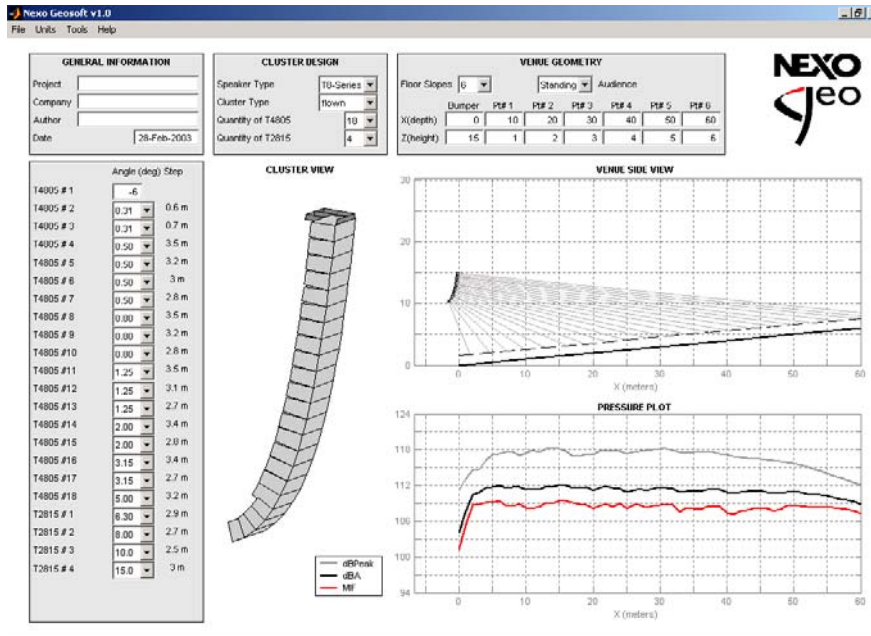 Nexo Geosoft v1.0
File Units Tools Help
GENERAL INFORMATION
Project
Company
Author
Date 28-Feb-2003
CLUSTER DESIGN
Speaker Type T0-Series
Cluster Type flown
Quantity of T4805 18
Quantity of T2815 4
VENUE GEOMETRY
Floor Slopes 6 Standing Audience
Bumper Pt# 1 Pt# 2 Pt# 3 Pt# 4 Pt# 5 Pt# 6
X(depth) 0 10 20 30 40 50 60
Z(height) 15 1 2 3 4 5 6
NEXO
geo
Angle (deg) Step
T4805 # 1 -6
T4805 # 2 0.31 0.6 m
T4805 # 3 0.31 0.7 m
T4805 # 4 0.50 3.5 m
T4805 # 5 0.50 3.2 m
T4805 # 6 0.50 3 m
T4805 # 7 0.50 2.8 m
T4805 # 8 0.00 3.5 m
T4805 # 9 0.00 3.2 m
T4805 #10 0.00 2.8 m
T4805 #11 1.25 3.5 m
T4805 #12 1.25 3.1 m
T4805 #13 1.25 2.7 m
T4805 #14 2.00 3.4 m
T4805 #15 2.00 2.8 m
T4805 #16 3.15 3.4 m
T4805 #17 3.15 2.7 m
T4805 #18 5.00 3.2 m
T2815 # 1 6.30 2.9 m
T2815 # 2 8.00 2.7 m
T2815 # 3 10.0 2.5 m
T2815 # 4 15.0 3 m
CLUSTER VIEW
dBPeak
dBA
MF
VENUE SIDE VIEW
30
20
10
0
0 10 20 30 40 50 60
X (meters)
PRESSURE PLOT
124
118
112
106
100
94
0 10 20 30 40 50 60
X (meters)